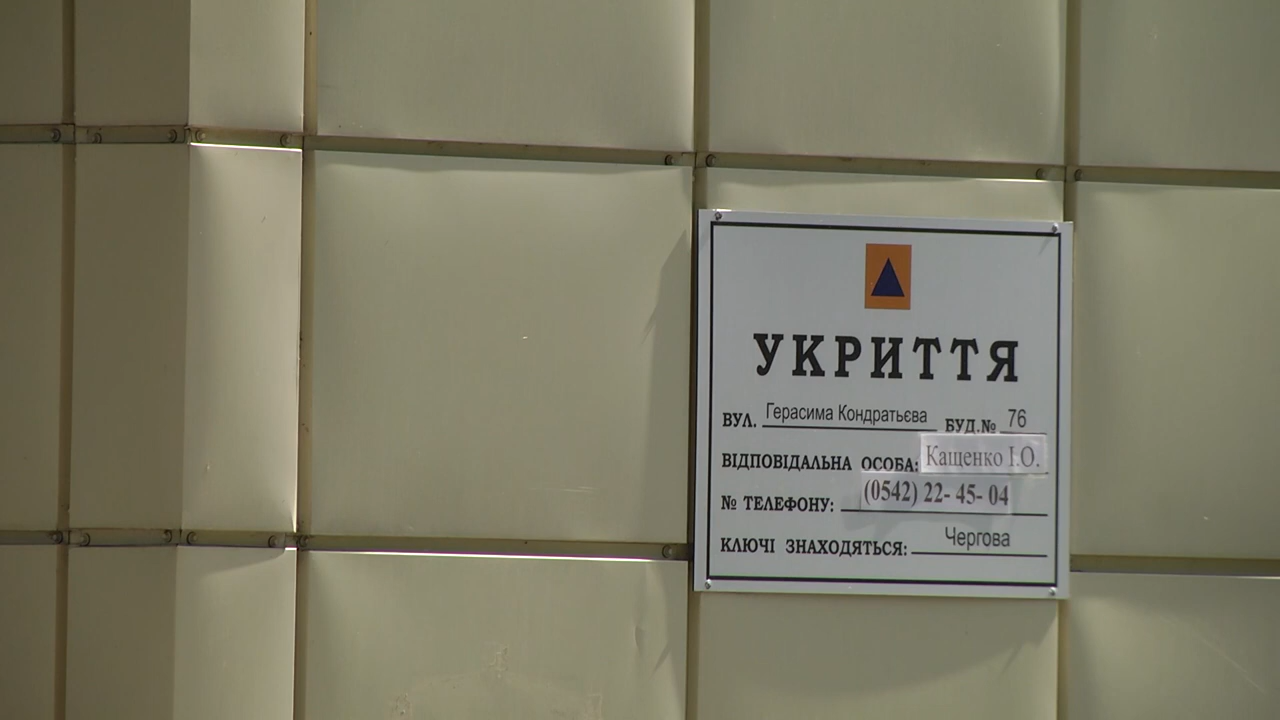 УКРИТТЯ
ВУЛ. Герасима Кондратьєва БУД.№ 76
ВІДПОВІДАЛЬНА ОСОБА: Кащенко І.О.
№ ТЕЛЕФОНУ: (0542) 22- 45- 04
КЛЮЧІ ЗНАХОДЯТЬСЯ: Чергова